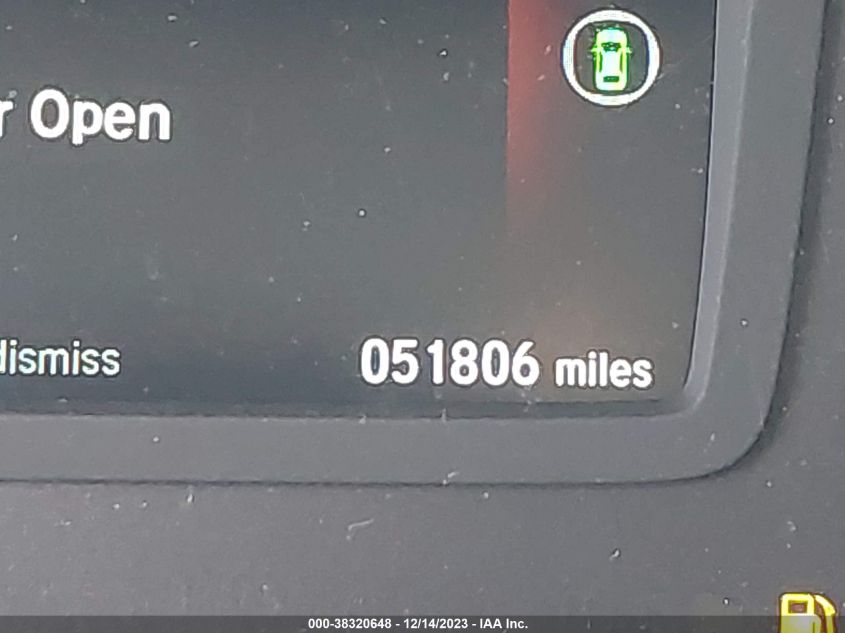 Open
dismiss
051806 miles
000-38320648 - 12/14/2023 - IAA Inc.